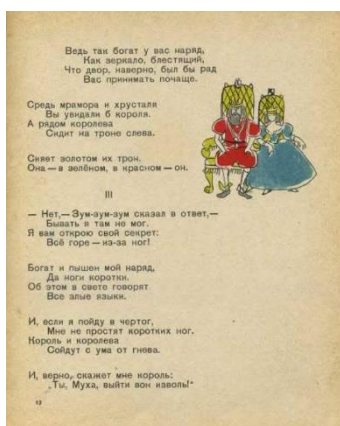 Ведь так богат у вас наряд,
Как зеркало, блестящий,
Что двор, наверно, был бы рад
Вас принимать почаще.
Средь мрамора и хрусталя
Вы увидали б короля.
А рядом королева
Сидит на троне слева.
Сияет золотом их трон.
Она — в зелёном, в красном — он.
III
— Нет, — Зум-зум-зум сказал в ответ, —
Бывать я там не мог.
Я вам открою свой секрет:
Всё горе — из-за ног!
Богат и пышен мой наряд,
Да ноги коротки.
Об этом в свете говорят
Все злые языки.
И, если я пойду в чертог,
Мне не простят коротких ног.
Король и королева
Сойдут с ума от гнева.
И, верно, скажет мне король:
„Ты, Муха, выйти вон изволь!"
12